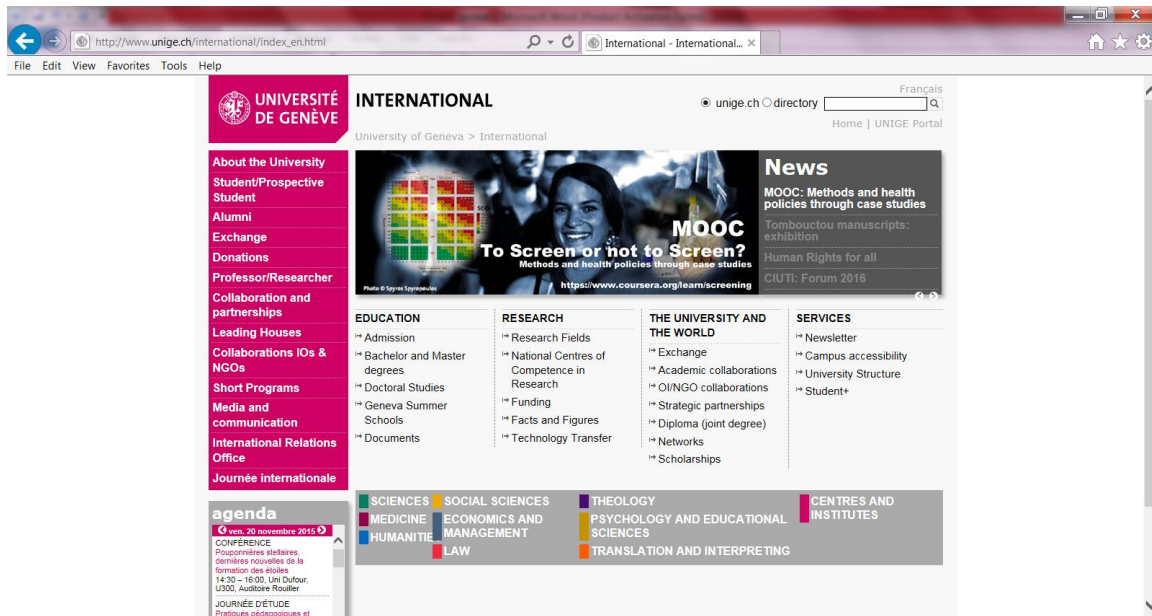 http://www.unige.ch/international/index_en.html
International - International...
File Edit View Favorites Tools Help
UNIVERSITÉ
DE GENÈVE
INTERNATIONAL
Français
unige.ch directory
Home | UNIGE Portal
University of Geneva > International
About the University
Student/Prospective
Student
Alumni
Exchange
Donations
Professor/Researcher
Collaboration and
partnerships
Leading Houses
Collaborations IOs &
NGOs
Short Programs
Media and
communication
International Relations
Office
Journée internationale
MOOC
To Screen or not to Screen?
Methods and health policies through case studies
https://www.coursera.org/learn/screening
Photo © Spyros Spyropoulos
News
MOOC: Methods and health
policies through case studies
Tombouctou manuscripts:
exhibition
Human Rights for all
CIUTI: Forum 2016
EDUCATION
Admission
Bachelor and Master
degrees
Doctoral Studies
Geneva Summer
Schools
Documents
RESEARCH
Research Fields
National Centres of
Competence in
Research
Funding
Facts and Figures
Technology Transfer
THE UNIVERSITY AND
THE WORLD
Exchange
Academic collaborations
OI/NGO collaborations
Strategic partnerships
Diploma (joint degree)
Networks
Scholarships
SERVICES
Newsletter
Campus accessibility
University Structure
Student+
SCIENCES
MEDICINE
HUMANITIE
SOCIAL SCIENCES
ECONOMICS AND
MANAGEMENT
LAW
THEOLOGY
PSYCHOLOGY AND EDUCATIONAL
SCIENCES
TRANSLATION AND INTERPRETING
CENTRES AND
INSTITUTES
agenda
ven. 20 novembre 2015
CONFÉRENCE
Pouponnières stellaires,
dernières nouvelles de la
formation des étoiles
14:30 – 16:00, Uni Dufour,
U300, Auditoire Rouiller
JOURNÉE D'ÉTUDE
Pratiques pédagogiques et